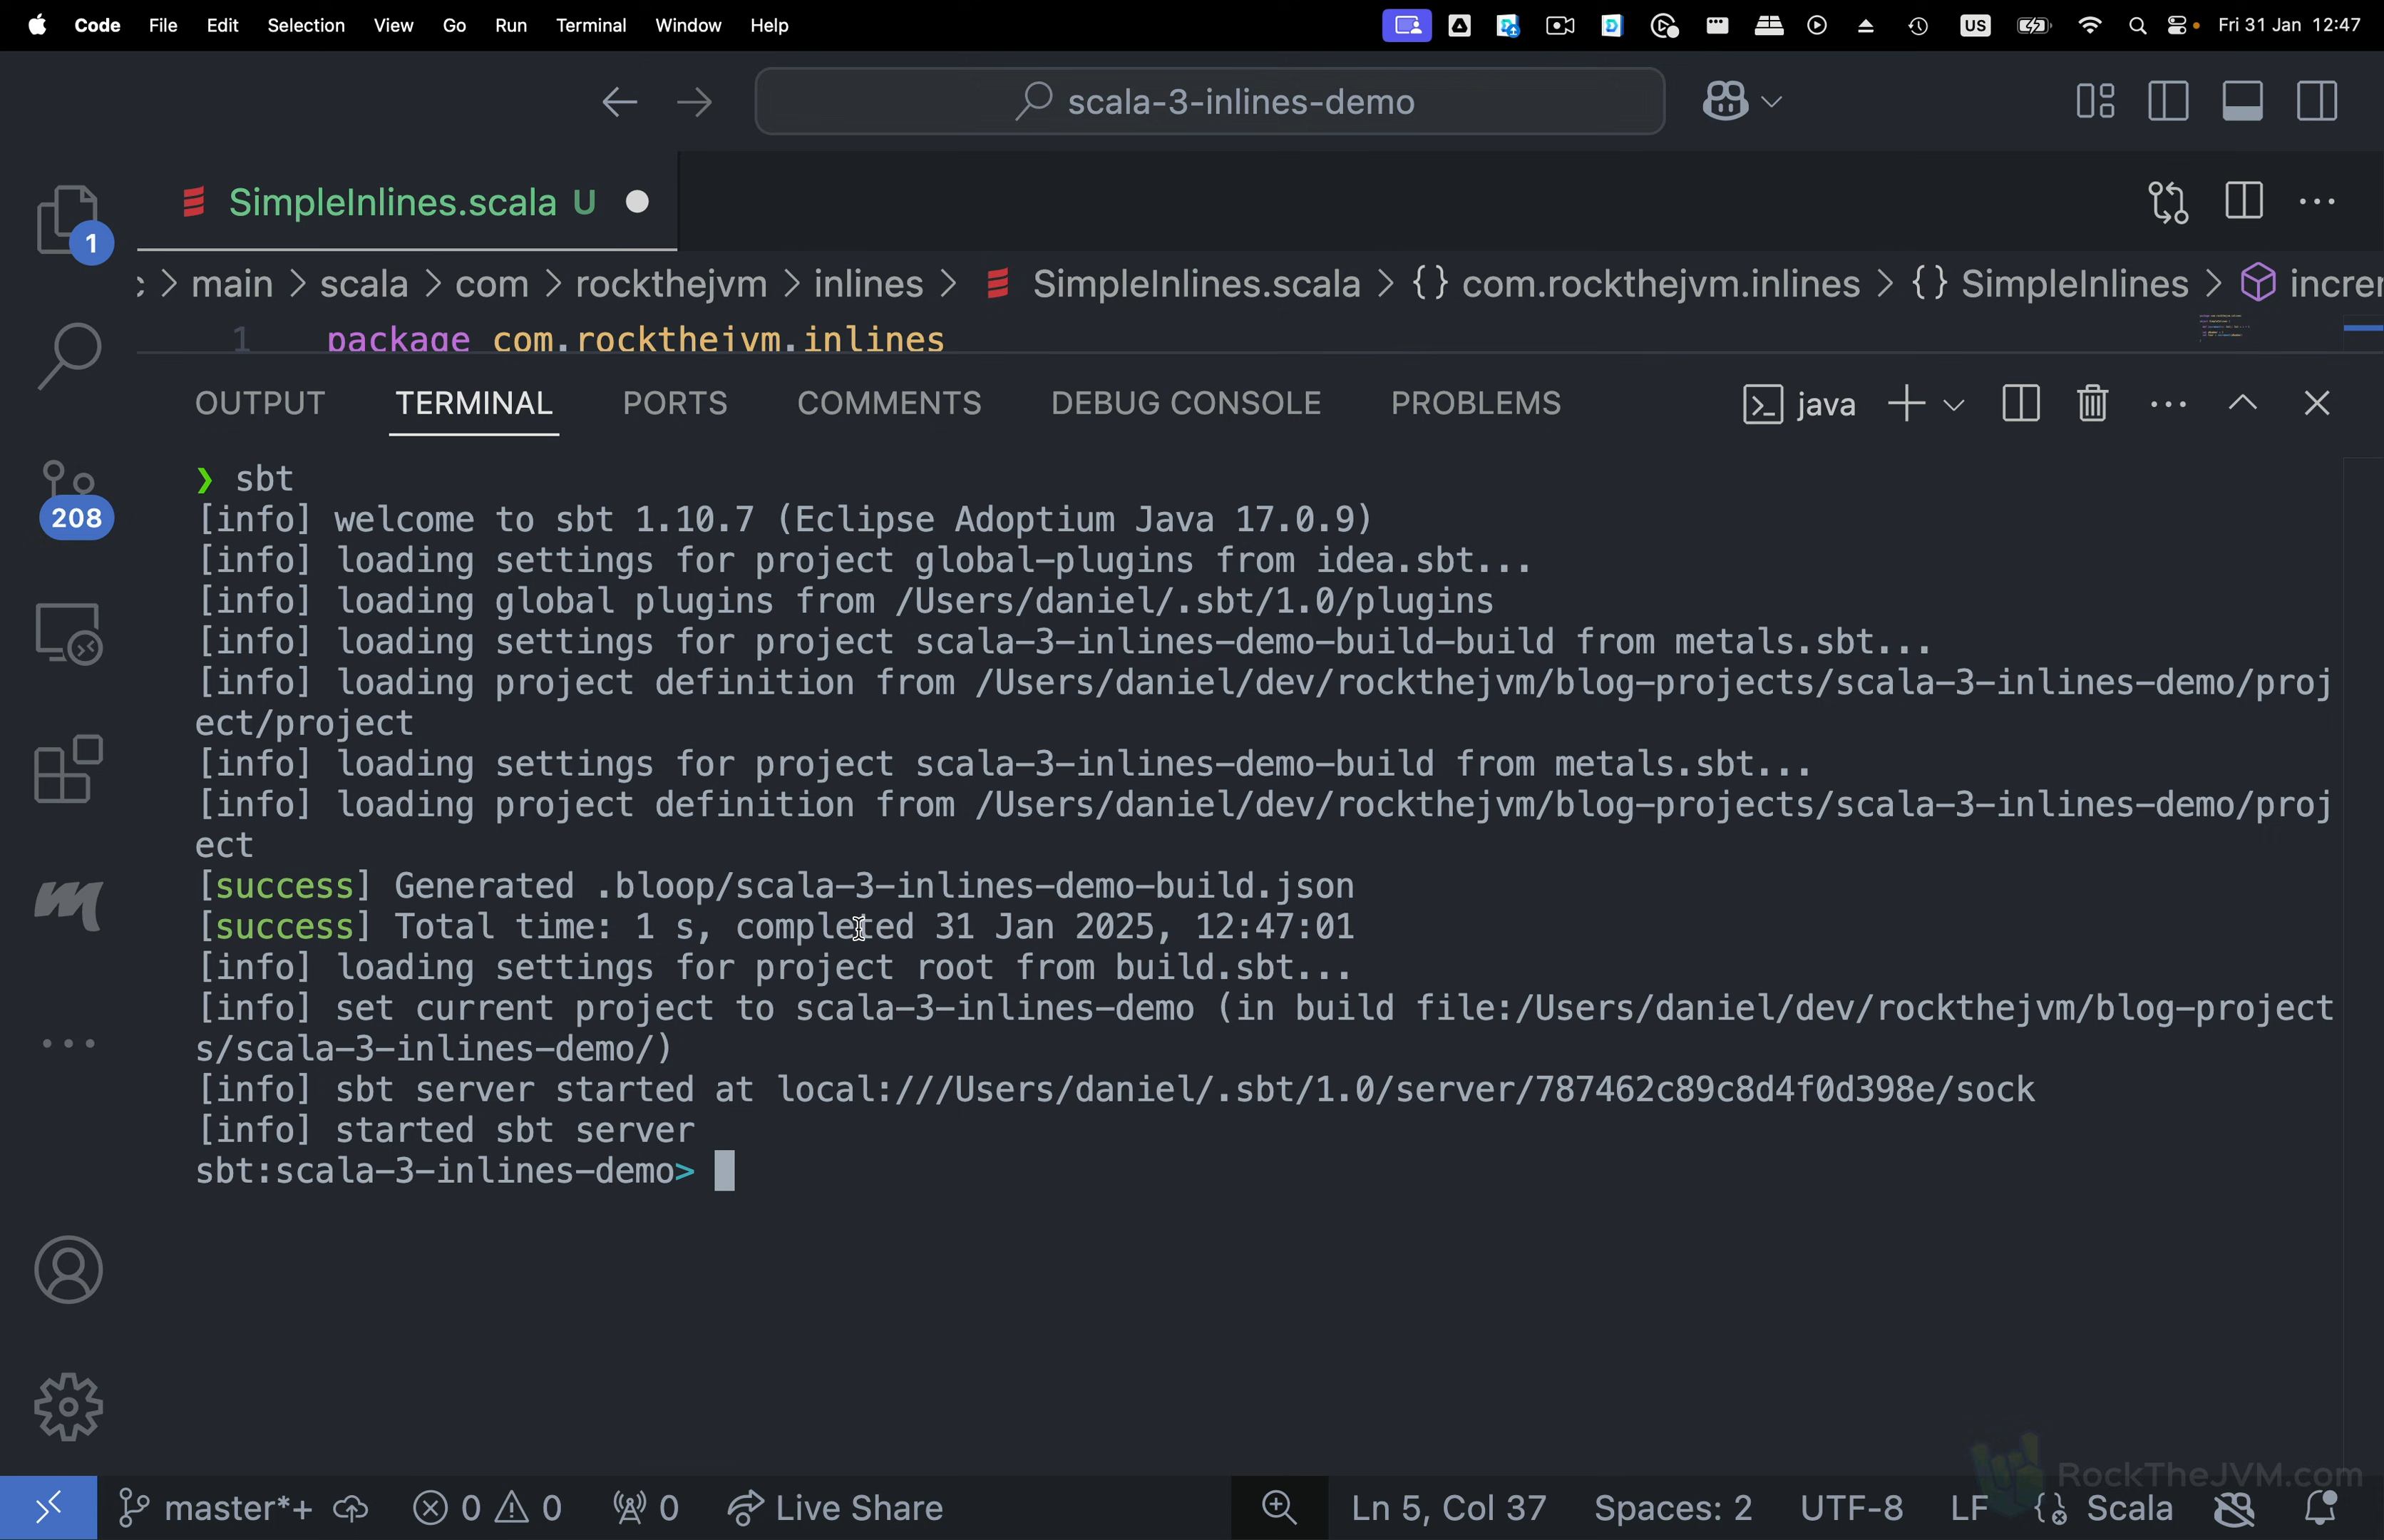 Code File Edit Selection View Go Run Terminal Window Help US Fri 31 Jan 12:47
scala-3-inlines-demo
SimpleInlines.scala U
1
main > scala > com > rockthejvm > inlines > SimpleInlines.scala > {} com.rockthejvm.inlines > {} SimpleInlines > increr
1 package com.rockthejvm.inlines
OUTPUT TERMINAL PORTS COMMENTS DEBUG CONSOLE PROBLEMS java
208
❯ sbt
[info] welcome to sbt 1.10.7 (Eclipse Adoptium Java 17.0.9)
[info] loading settings for project global-plugins from idea.sbt...
[info] loading global plugins from /Users/daniel/.sbt/1.0/plugins
[info] loading settings for project scala-3-inlines-demo-build-build from metals.sbt...
[info] loading project definition from /Users/daniel/dev/rockthejvm/blog-projects/scala-3-inlines-demo/proj
ect/project
[info] loading settings for project scala-3-inlines-demo-build from metals.sbt...
[info] loading project definition from /Users/daniel/dev/rockthejvm/blog-projects/scala-3-inlines-demo/proj
ect
[success] Generated .bloop/scala-3-inlines-demo-build.json
[success] Total time: 1 s, completed 31 Jan 2025, 12:47:01
[info] loading settings for project root from build.sbt...
[info] set current project to scala-3-inlines-demo (in build file:/Users/daniel/dev/rockthejvm/blog-project
s/scala-3-inlines-demo/)
[info] sbt server started at local:///Users/daniel/.sbt/1.0/server/787462c89c8d4f0d398e/sock
[info] started sbt server
sbt:scala-3-inlines-demo>
RockTheJVM.com
master*+ 0 0 0 Live Share Ln 5, Col 37 Spaces: 2 UTF-8 LF Scala